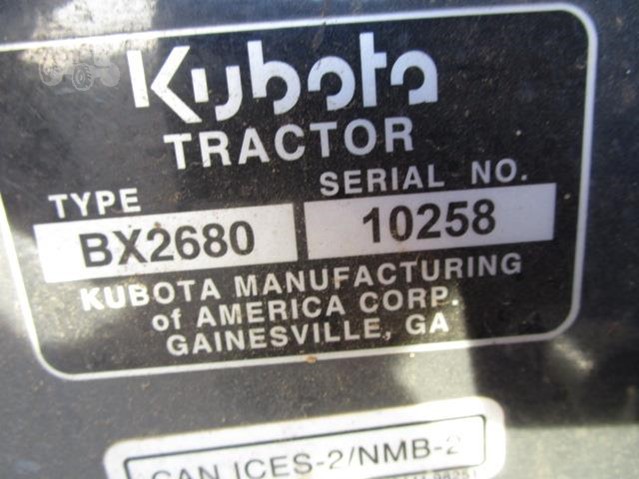 Kubota
TRACTOR
TYPE SERIAL NO.
BX2680 10258
KUBOTA MANUFACTURING
of AMERICA CORP.
GAINESVILLE, GA
CAN ICES-2/NMB-2